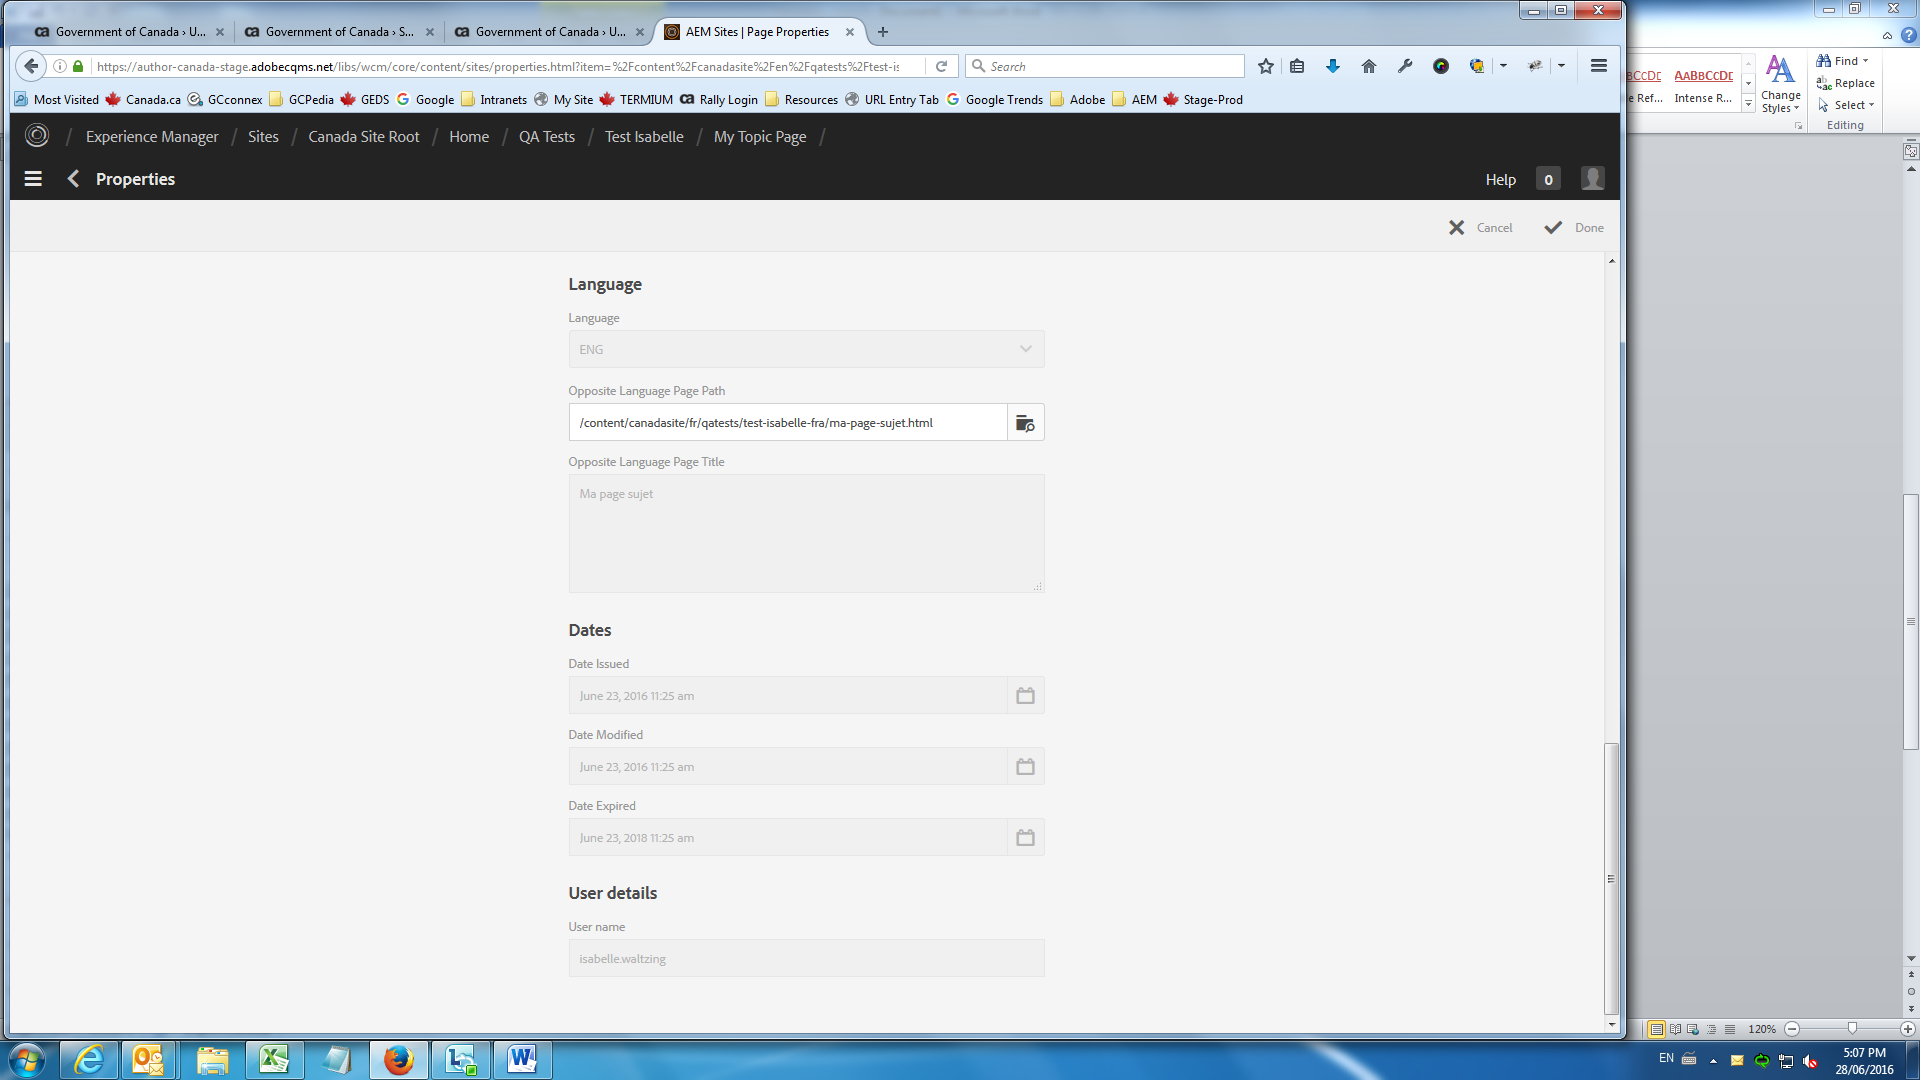 Government of Canada › U...
Government of Canada › S...
Government of Canada › U...
AEM Sites | Page Properties
https://author-canada-stage.adobecqms.net/libs/wcm/core/content/sites/properties.html?item=%2Fcontent%2Fcanadasite%2Fen%2Fqatests%2Ftest-is
Search
Most Visited
Canada.ca
GCconnex
GCPedia
GEDS
Google
Intranets
My Site
TERMIUM
Rally Login
Resources
URL Entry Tab
Google Trends
Adobe
AEM
Stage-Prod
Experience Manager / Sites / Canada Site Root / Home / QA Tests / Test Isabelle / My Topic Page /
Properties
Help
0
Cancel
Done
Language
Language
ENG
Opposite Language Page Path
/content/canadasite/fr/qatests/test-isabelle-fra/ma-page-sujet.html
Opposite Language Page Title
Ma page sujet
Dates
Date Issued
June 23, 2016 11:25 am
Date Modified
June 23, 2016 11:25 am
Date Expired
June 23, 2018 11:25 am
User details
User name
isabelle.waltzing
AaBbCcDc
e Ref...
Intense R...
Change
Styles
Find
Replace
Select
Editing
120%
EN
5:07 PM
28/06/2016